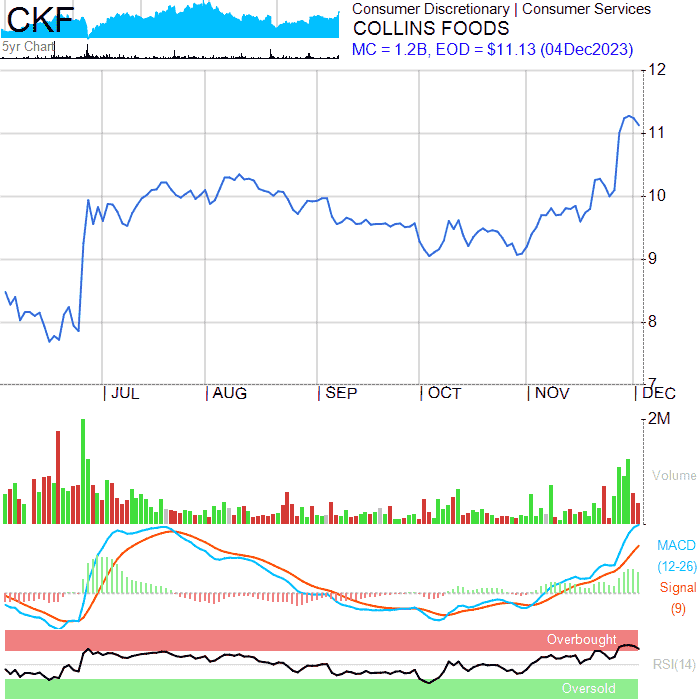 CKF
5yr Chart
Consumer Discretionary | Consumer Services
COLLINS FOODS
MC = 1.2B, EOD = $11.13 (04Dec2023)
12
11
10
9
8
7
JUL AUG SEP OCT NOV DEC
2M
Volume
MACD
(12-26)
Signal
(9)
Overbought
RSI(14)
Oversold